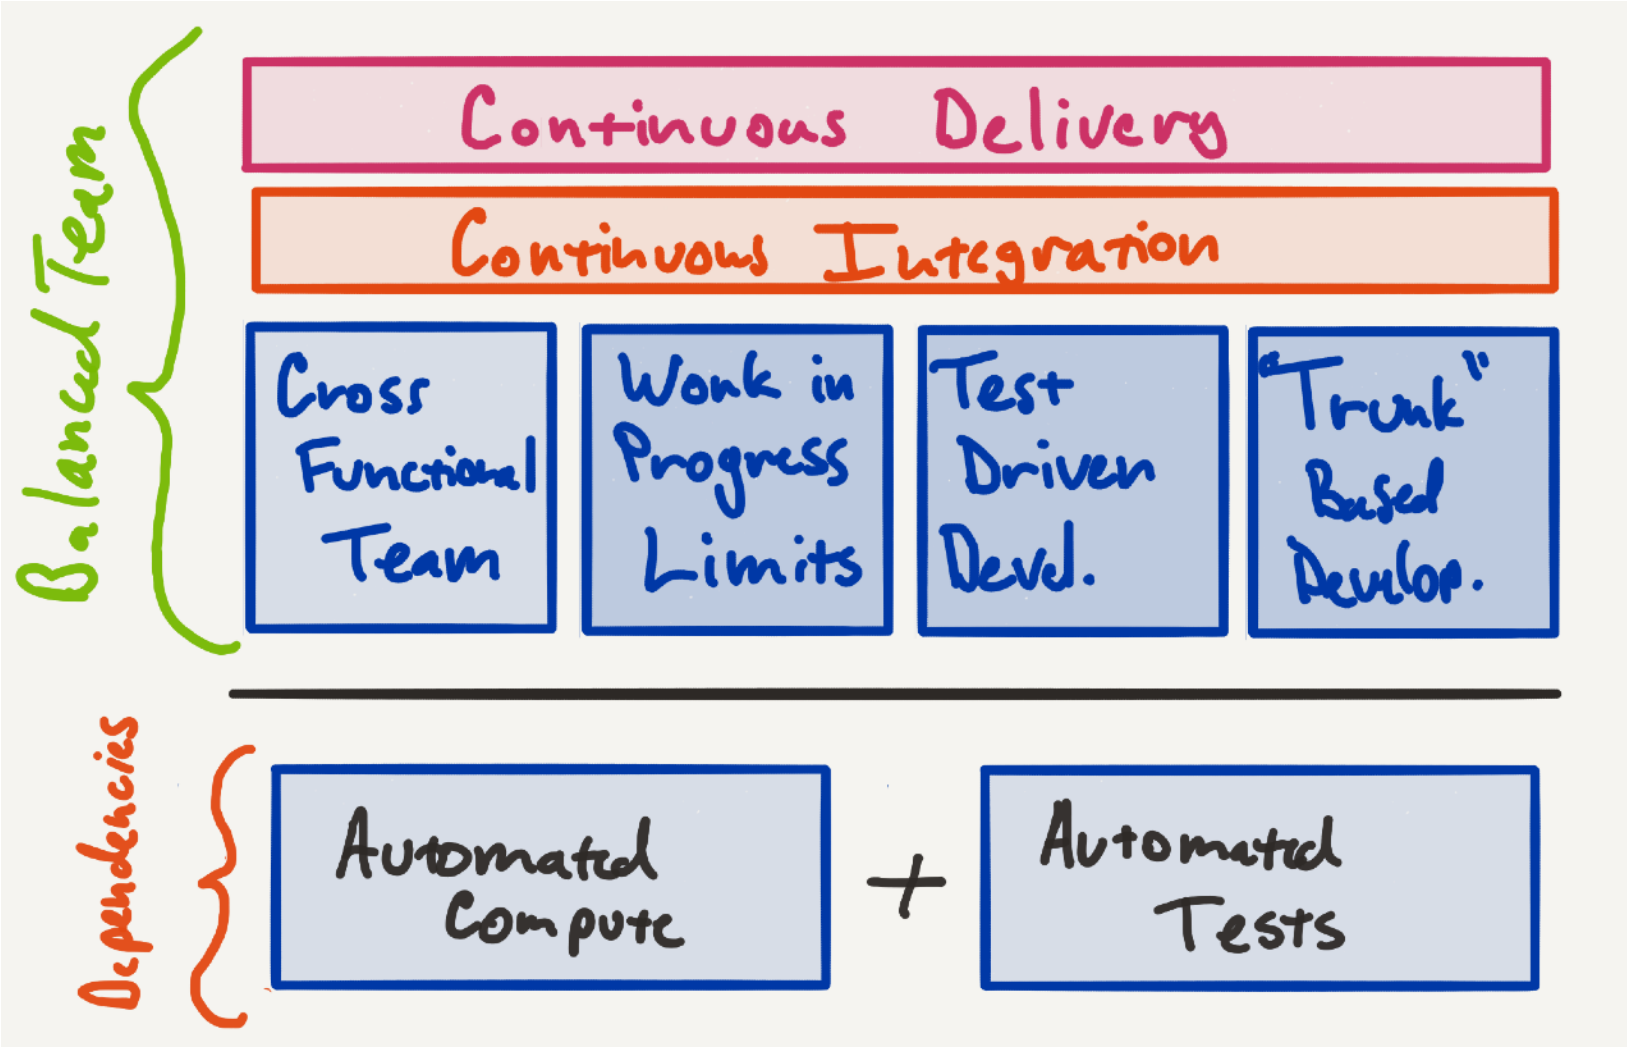 Balanced Team
Continuous Delivery
Continuous Integration
Cross
Functional
Team
Work in
Progress
Limits
Test
Driven
Devel.
"Trunk"
Based
Develop.
Dependencies
Automated
Compute
+
Automated
Tests